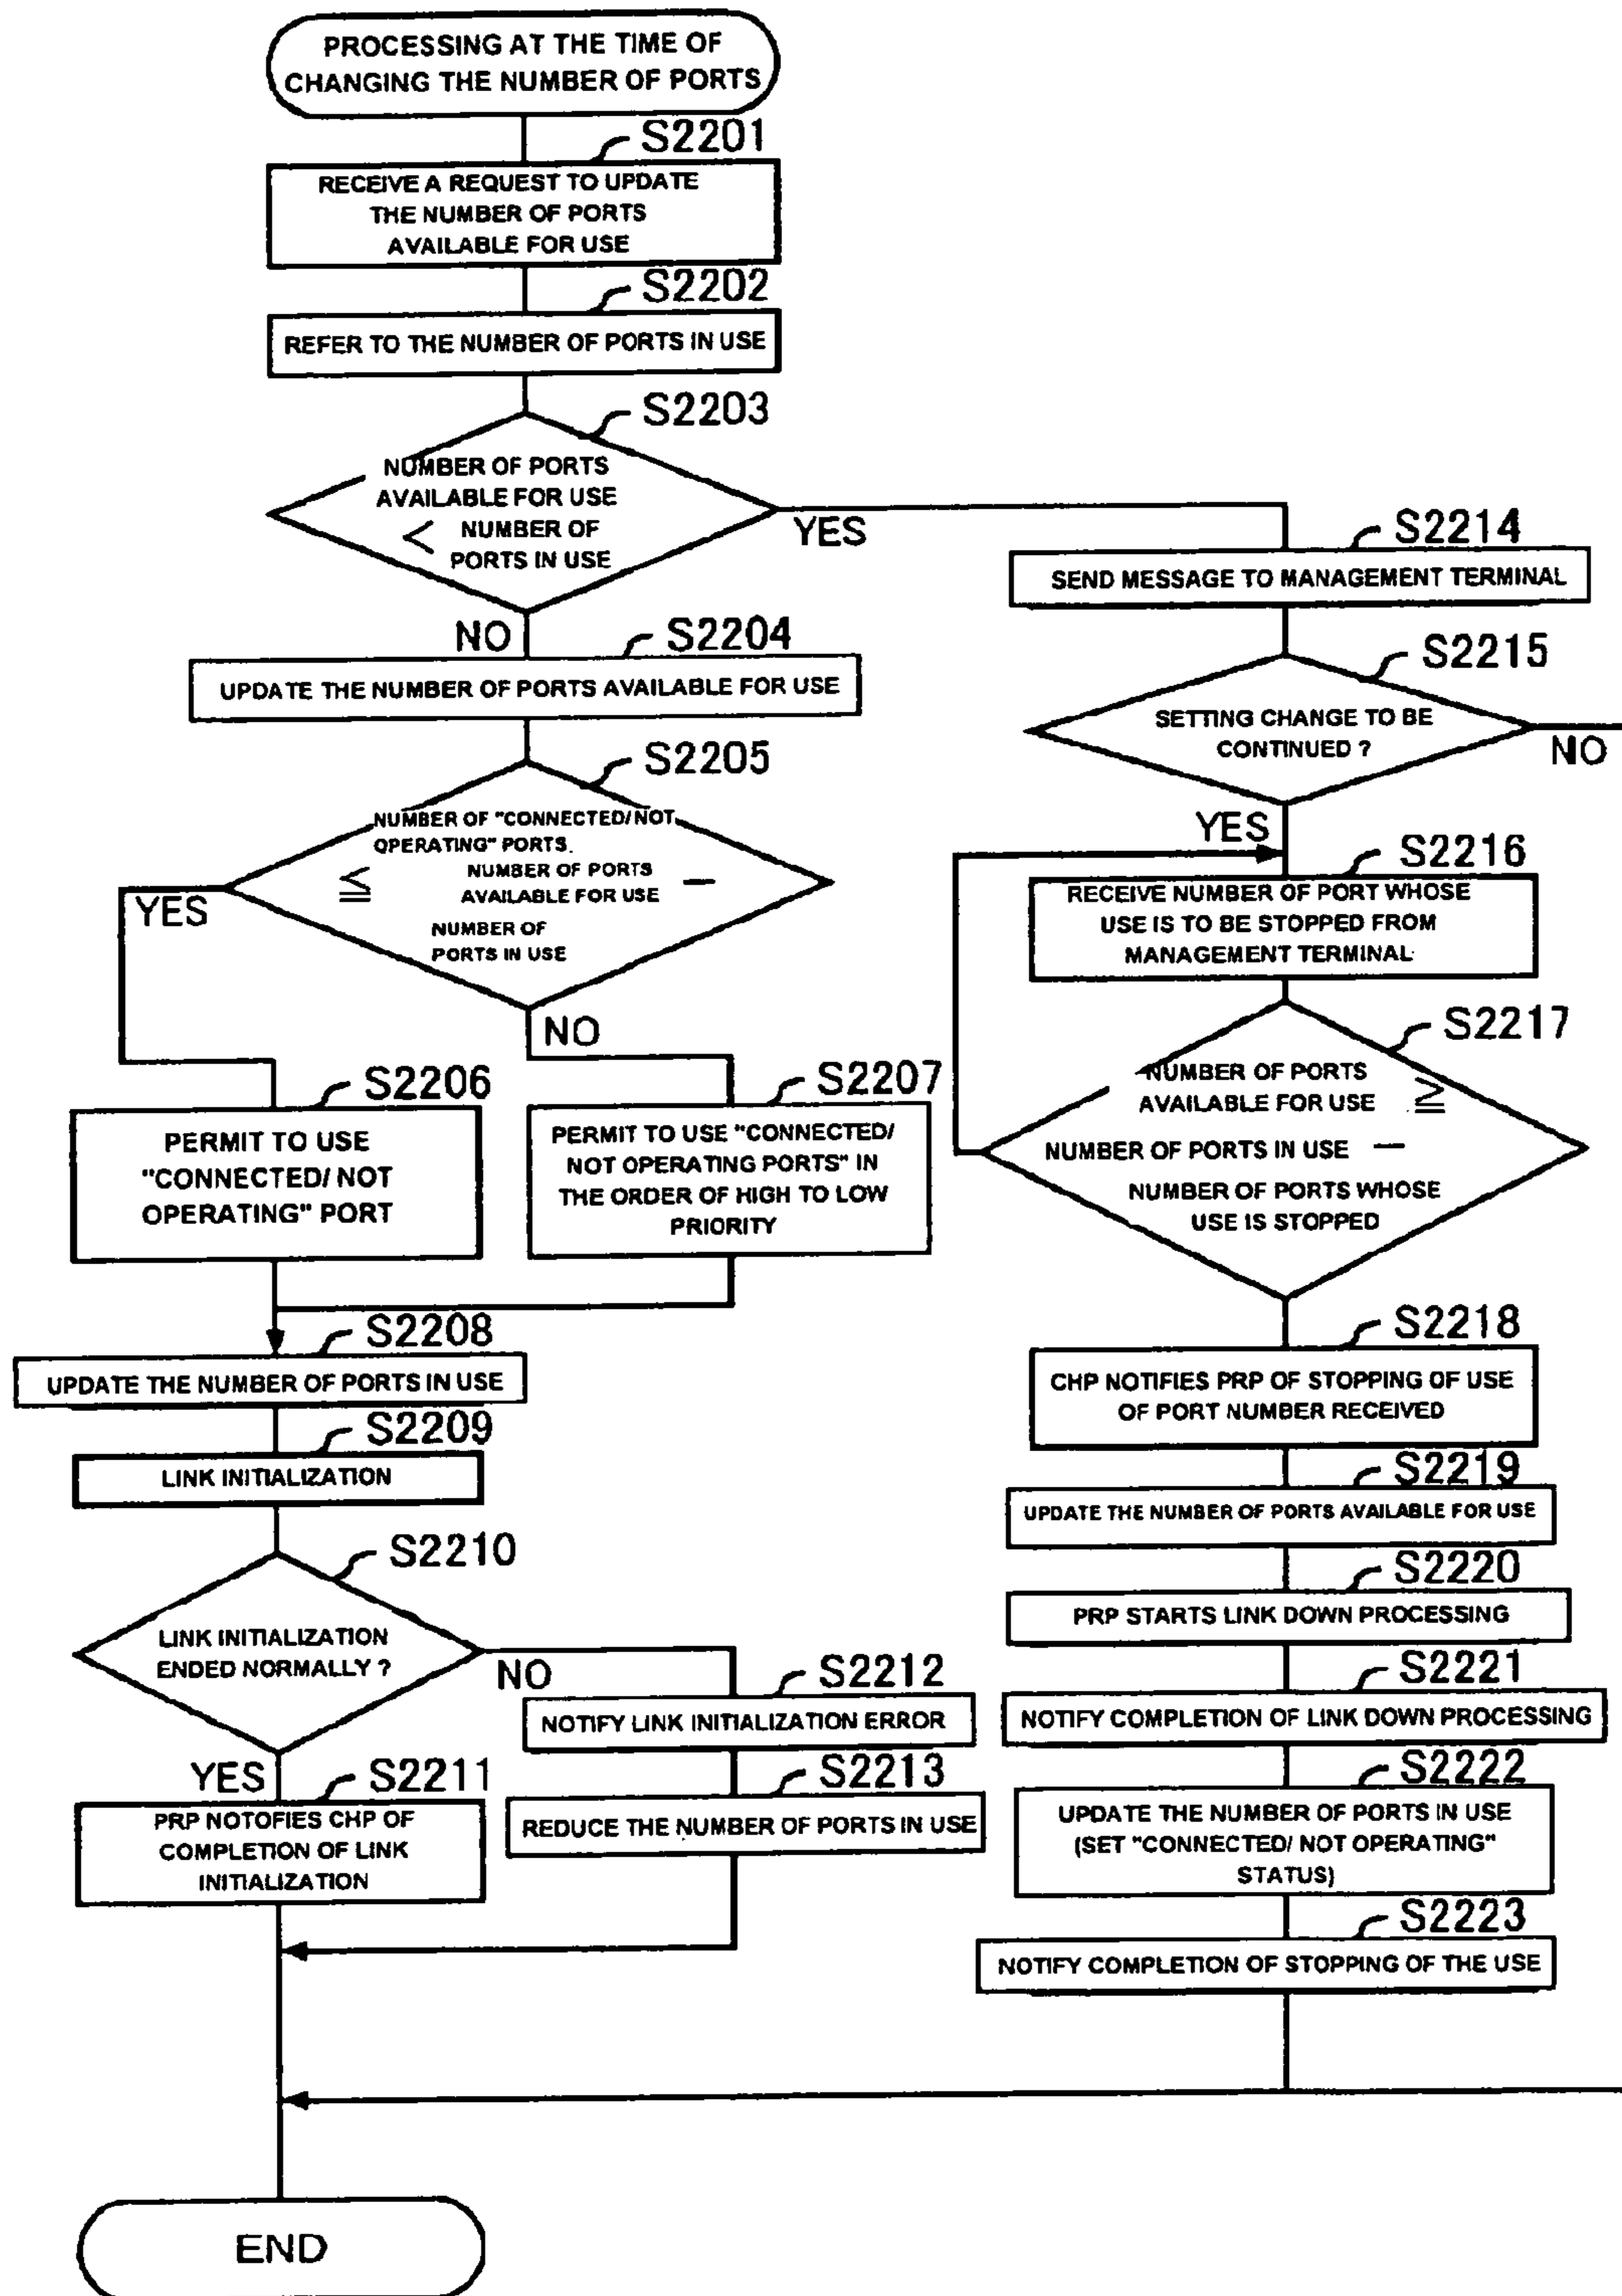 PROCESSING AT THE TIME OF
CHANGING THE NUMBER OF PORTS
S2201
RECEIVE A REQUEST TO UPDATE
THE NUMBER OF PORTS
AVAILABLE FOR USE
S2202
REFER TO THE NUMBER OF PORTS IN USE
S2203
NUMBER OF PORTS
AVAILABLE FOR USE
< NUMBER OF
PORTS IN USE
YES
NO
S2204
UPDATE THE NUMBER OF PORTS AVAILABLE FOR USE
S2205
NUMBER OF "CONNECTED/NOT
OPERATING" PORTS.
≦ NUMBER OF PORTS
AVAILABLE FOR USE −
NUMBER OF
PORTS IN USE
YES
NO
S2206
PERMIT TO USE
"CONNECTED/ NOT
OPERATING" PORT
S2207
PERMIT TO USE "CONNECTED/
NOT OPERATING PORTS" IN
THE ORDER OF HIGH TO LOW
PRIORITY
S2208
UPDATE THE NUMBER OF PORTS IN USE
S2209
LINK INITIALIZATION
S2210
LINK INITIALIZATION
ENDED NORMALLY ?
NO
YES
S2211
PRP NOTOFIES CHP OF
COMPLETION OF LINK
INITIALIZATION
S2212
NOTIFY LINK INITIALIZATION ERROR
S2213
REDUCE THE NUMBER OF PORTS IN USE
S2214
SEND MESSAGE TO MANAGEMENT TERMINAL
S2215
SETTING CHANGE TO BE
CONTINUED ?
NO
YES
S2216
RECEIVE NUMBER OF PORT WHOSE
USE IS TO BE STOPPED FROM
MANAGEMENT TERMINAL
S2217
NUMBER OF PORTS
AVAILABLE FOR USE ≧
NUMBER OF PORTS IN USE −
NUMBER OF PORTS WHOSE
USE IS STOPPED
S2218
CHP NOTIFIES PRP OF STOPPING OF USE
OF PORT NUMBER RECEIVED
S2219
UPDATE THE NUMBER OF PORTS AVAILABLE FOR USE
S2220
PRP STARTS LINK DOWN PROCESSING
S2221
NOTIFY COMPLETION OF LINK DOWN PROCESSING
S2222
UPDATE THE NUMBER OF PORTS IN USE
(SET "CONNECTED/ NOT OPERATING"
STATUS)
S2223
NOTIFY COMPLETION OF STOPPING OF THE USE
END